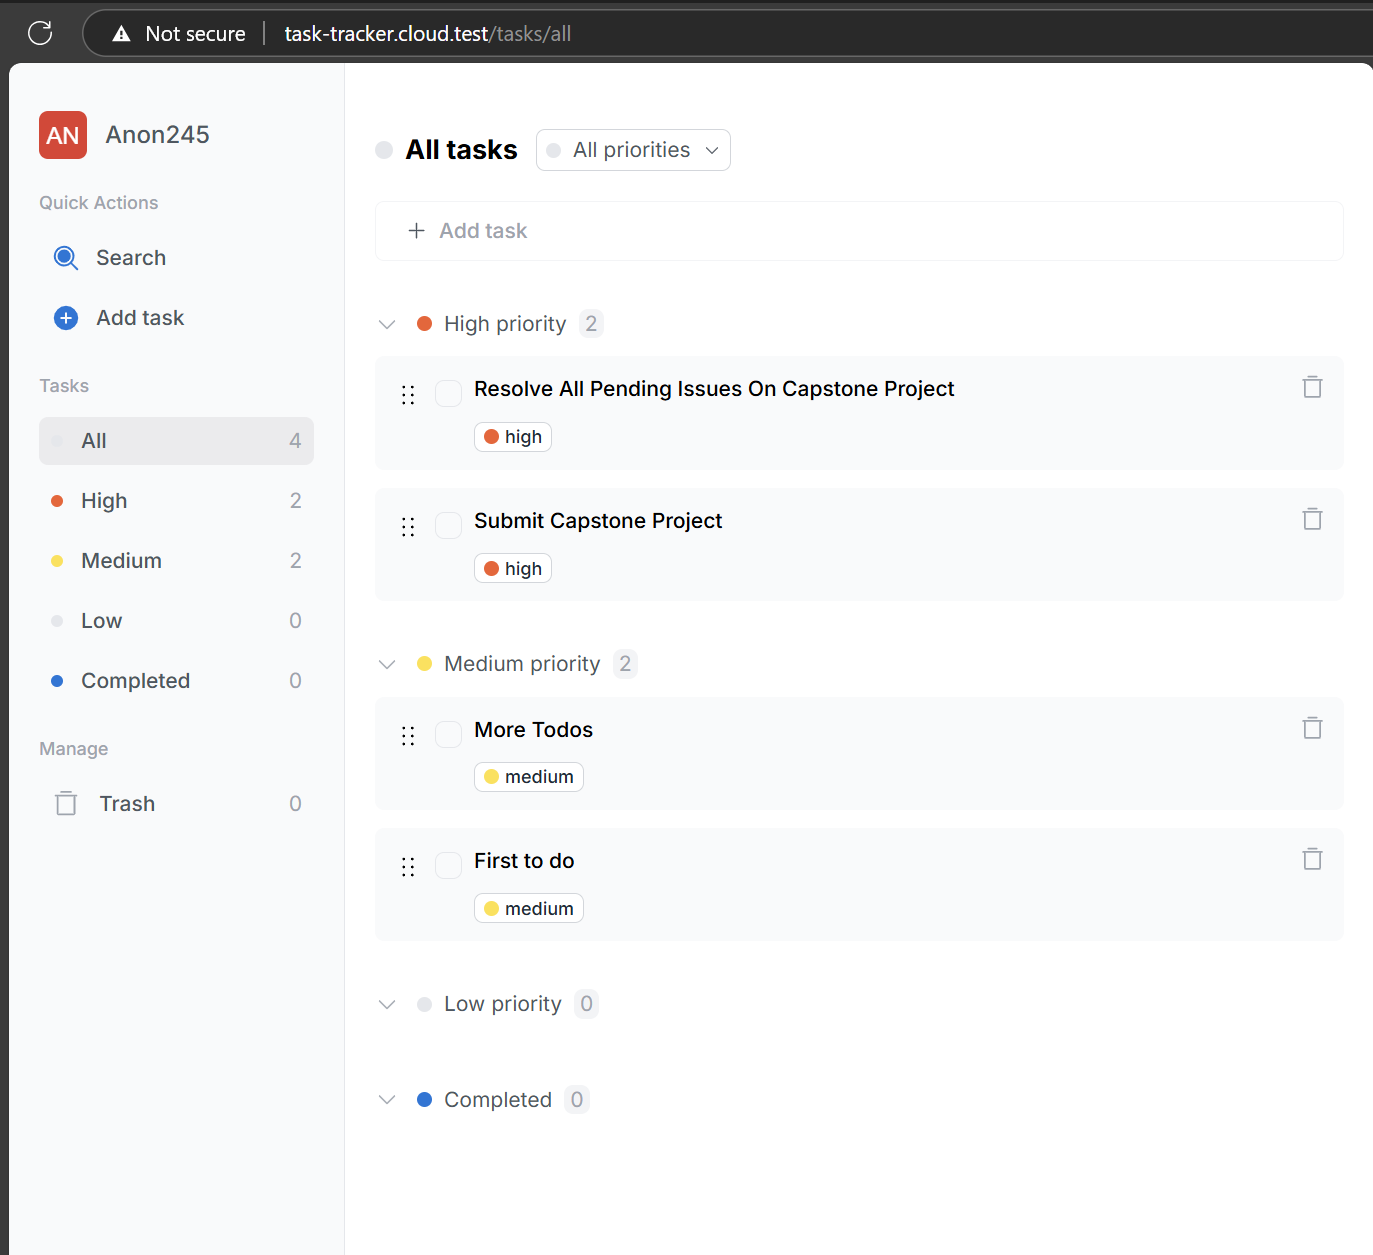 Not secure task-tracker.cloud.test/tasks/all
AN Anon245
Quick Actions
Search
Add task
Tasks
All 4
High 2
Medium 2
Low 0
Completed 0
Manage
Trash 0
All tasks All priorities
Add task
High priority 2
Resolve All Pending Issues On Capstone Project
high
Submit Capstone Project
high
Medium priority 2
More Todos
medium
First to do
medium
Low priority 0
Completed 0